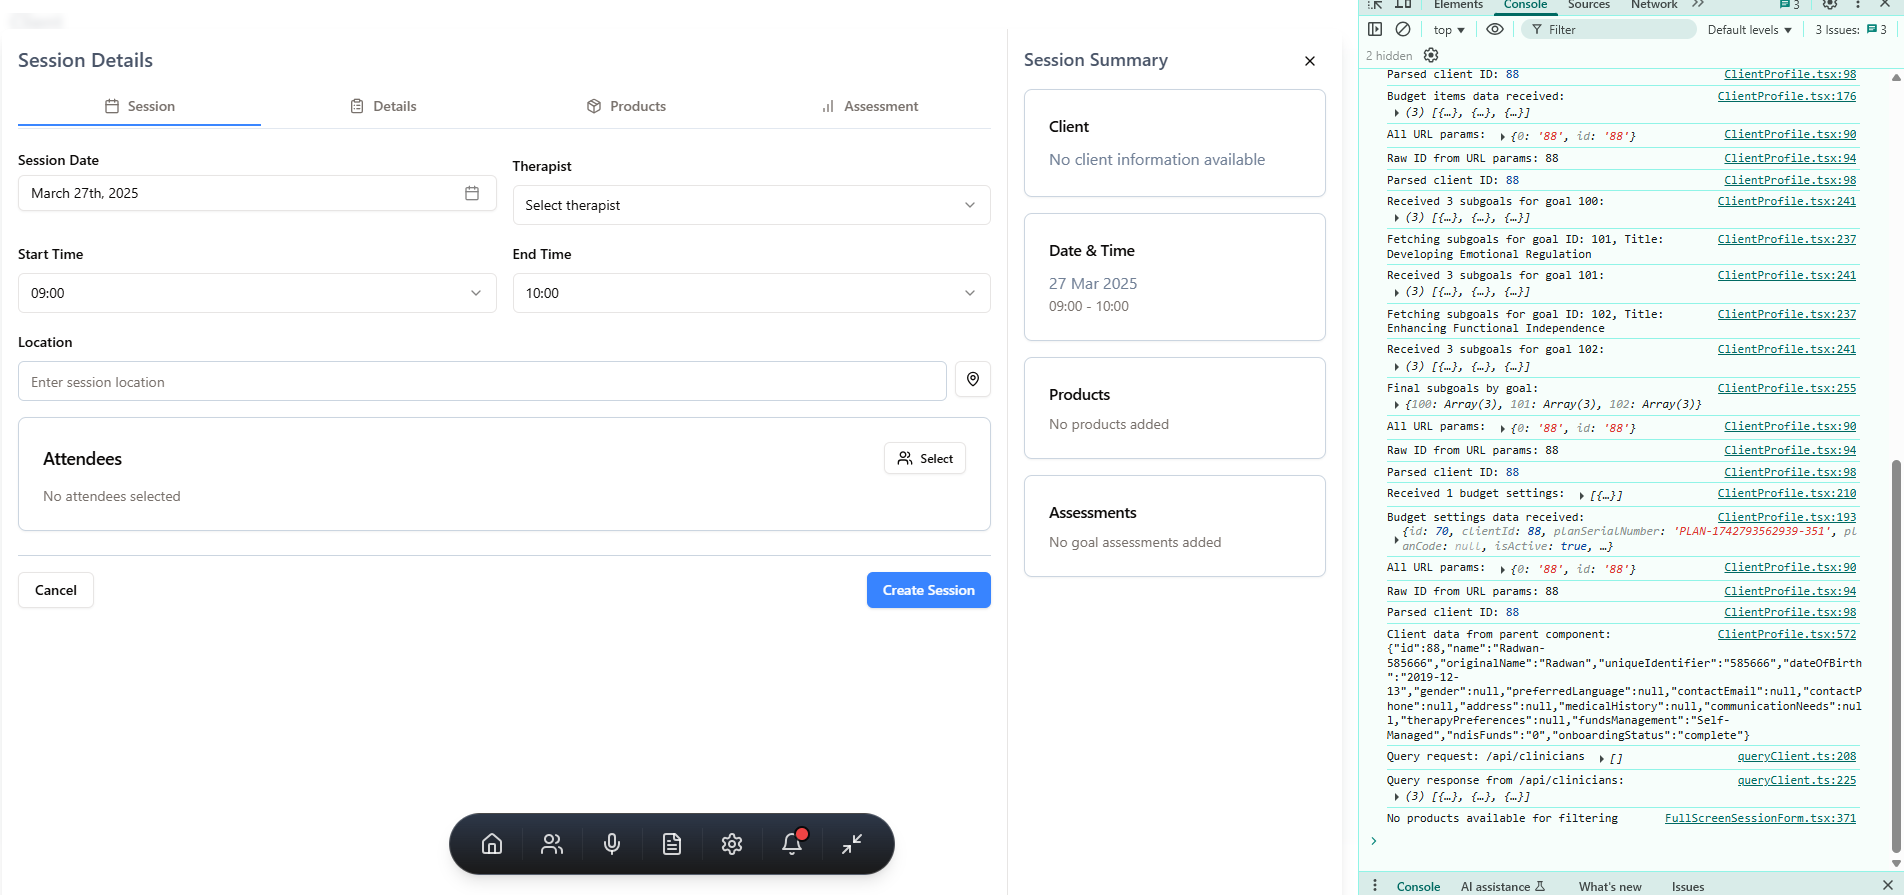 Client
Session Details
Session
Details
Products
Assessment
Session Date
March 27th, 2025
Therapist
Select therapist
Start Time
09:00
End Time
10:00
Location
Enter session location
Attendees
Select
No attendees selected
Cancel
Create Session
Session Summary
Client
No client information available
Date & Time
27 Mar 2025
09:00 - 10:00
Products
No products added
Assessments
No goal assessments added
Elements Console Sources Network 3
top Filter Default levels 3 Issues: 3
2 hidden
Parsed client ID: 88 ClientProfile.tsx:98
Budget items data received: ClientProfile.tsx:176
(3) [{…}, {…}, {…}]
All URL params: {0: '88', id: '88'} ClientProfile.tsx:90
Raw ID from URL params: 88 ClientProfile.tsx:94
Parsed client ID: 88 ClientProfile.tsx:98
Received 3 subgoals for goal 100: ClientProfile.tsx:241
(3) [{…}, {…}, {…}]
Fetching subgoals for goal ID: 101, Title: ClientProfile.tsx:237
Developing Emotional Regulation
Received 3 subgoals for goal 101: ClientProfile.tsx:241
(3) [{…}, {…}, {…}]
Fetching subgoals for goal ID: 102, Title: ClientProfile.tsx:237
Enhancing Functional Independence
Received 3 subgoals for goal 102: ClientProfile.tsx:241
(3) [{…}, {…}, {…}]
Final subgoals by goal: ClientProfile.tsx:255
{100: Array(3), 101: Array(3), 102: Array(3)}
All URL params: {0: '88', id: '88'} ClientProfile.tsx:90
Raw ID from URL params: 88 ClientProfile.tsx:94
Parsed client ID: 88 ClientProfile.tsx:98
Received 1 budget settings: [{…}] ClientProfile.tsx:210
Budget settings data received: ClientProfile.tsx:193
{id: 70, clientId: 88, planSerialNumber: 'PLAN-1742793562939-351', pl
anCode: null, isActive: true, …}
All URL params: {0: '88', id: '88'} ClientProfile.tsx:90
Raw ID from URL params: 88 ClientProfile.tsx:94
Parsed client ID: 88 ClientProfile.tsx:98
Client data from parent component: ClientProfile.tsx:572
{"id":88,"name":"Radwan-
585666","originalName":"Radwan","uniqueIdentifier":"585666","dateOfBirth
":"2019-12-
13","gender":null,"preferredLanguage":null,"contactEmail":null,"contactP
hone":null,"address":null,"medicalHistory":null,"communicationNeeds":nul
l,"therapyPreferences":null,"fundsManagement":"Self-
Managed","ndisFunds":"0","onboardingStatus":"complete"}
Query request: /api/clinicians [] queryClient.ts:208
Query response from /api/clinicians: queryClient.ts:225
(3) [{…}, {…}, {…}]
No products available for filtering FullScreenSessionForm.tsx:371
Console AI assistance What's new Issues